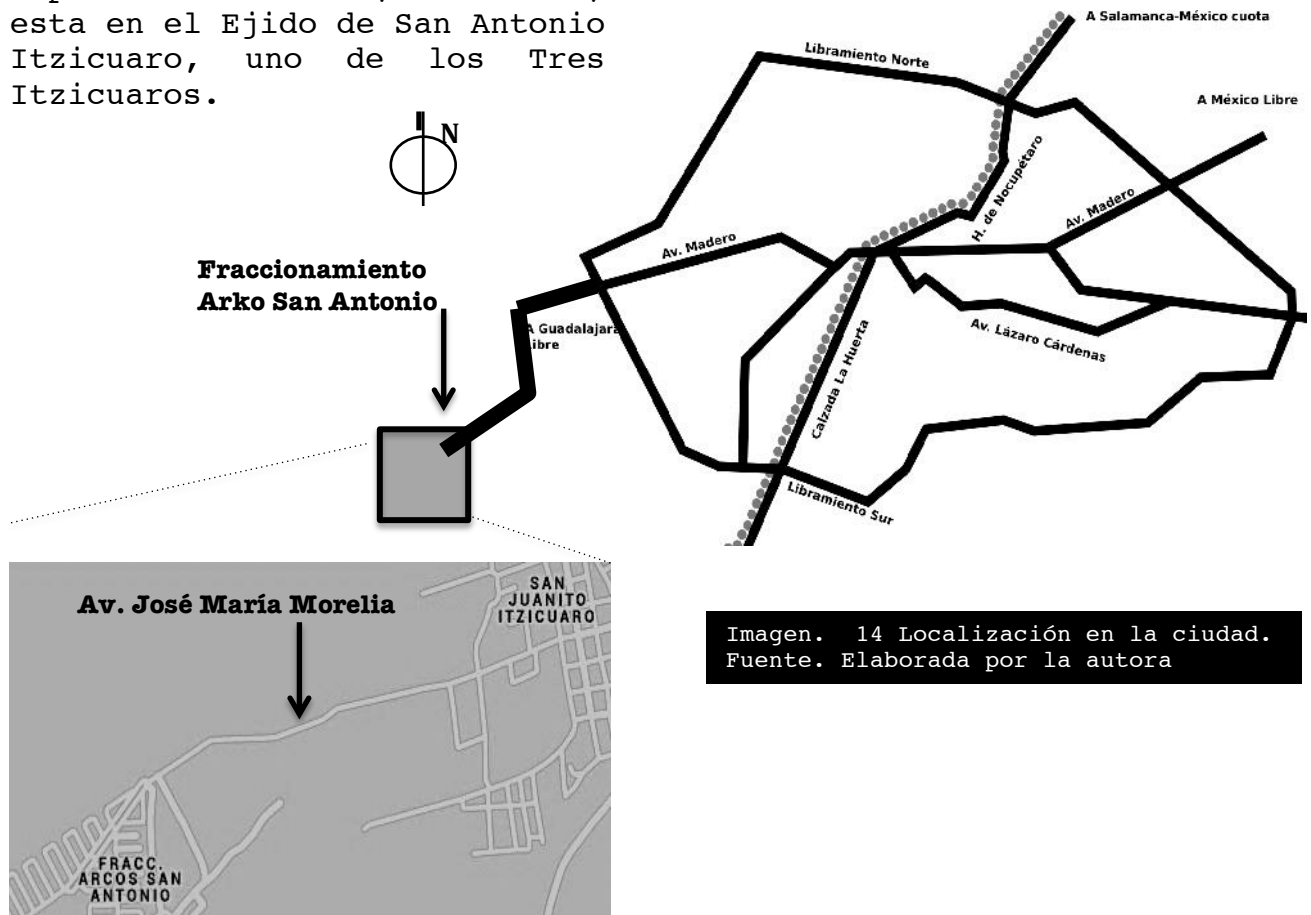 esta en el Ejido de San Antonio
Itzicuaro, uno de los Tres
Itzicuaros.
N
A Salamanca-México cuota
Libramiento Norte
A México Libre
H. de Nocupétaro
Av. Madero
Av. Madero
Fraccionamiento
Arko San Antonio
A Guadalajara
Libre
Av. Lázaro Cárdenas
Calzada La Huerta
Libramiento Sur
Av. José María Morelia
SAN
JUANITO
ITZICUARO
FRACC.
ARCOS SAN
ANTONIO
Imagen. 14 Localización en la ciudad.
Fuente. Elaborada por la autora